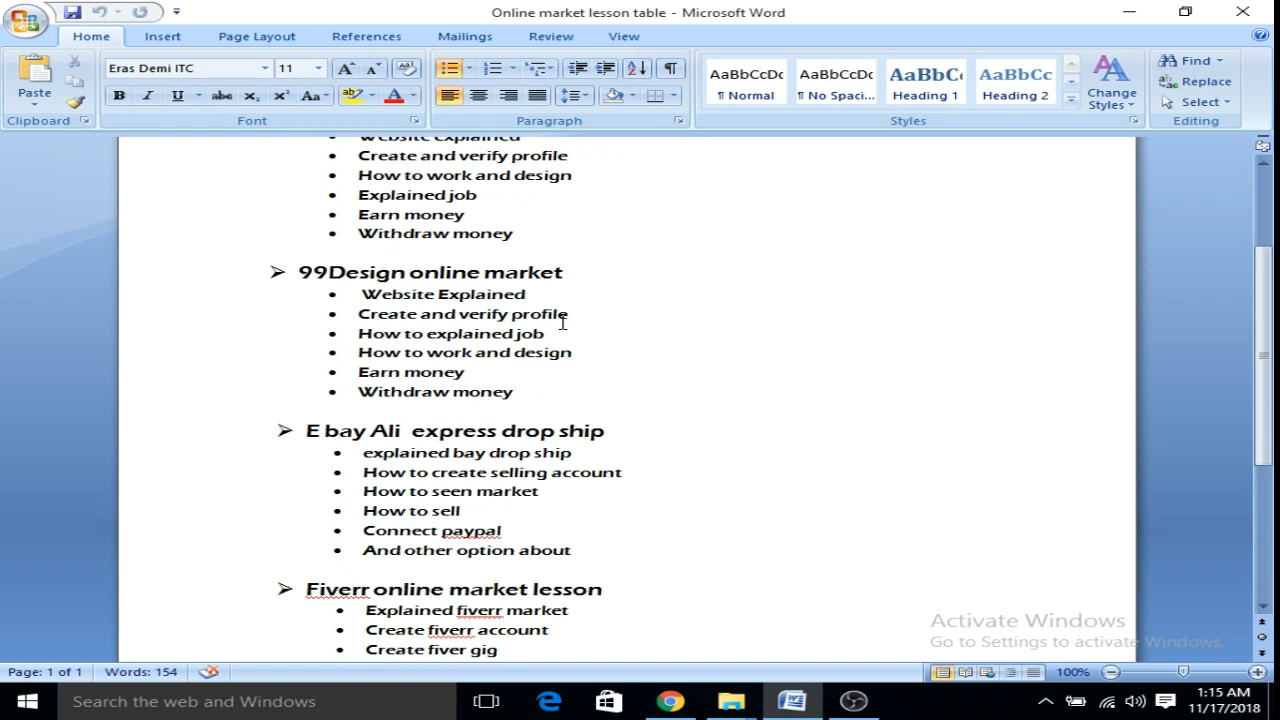 Online market lesson table - Microsoft Word
Home Insert Page Layout References Mailings Review View
Paste
Clipboard
Eras Demi ITC 11
B I U abc X₂ X² Aa
Font
Paragraph
AaBbCcDc AaBbCcDc AaBbC AaBbCc
¶ Normal ¶ No Spaci... Heading 1 Heading 2
Change Styles
Styles
Find
Replace
Select
Editing
Website Explained
• Create and verify profile
• How to work and design
• Explained job
• Earn money
• Withdraw money
➢ 99Design online market
• Website Explained
• Create and verify profile
• How to explained job
• How to work and design
• Earn money
• Withdraw money
➢ E bay Ali express drop ship
• explained bay drop ship
• How to create selling account
• How to seen market
• How to sell
• Connect paypal
• And other option about
➢ Fiverr online market lesson
• Explained fiverr market
• Create fiverr account
• Create fiver gig
Activate Windows
Go to Settings to activate Windows.
Page: 1 of 1 Words: 154 100%
Search the web and Windows
1:15 AM
11/17/2018